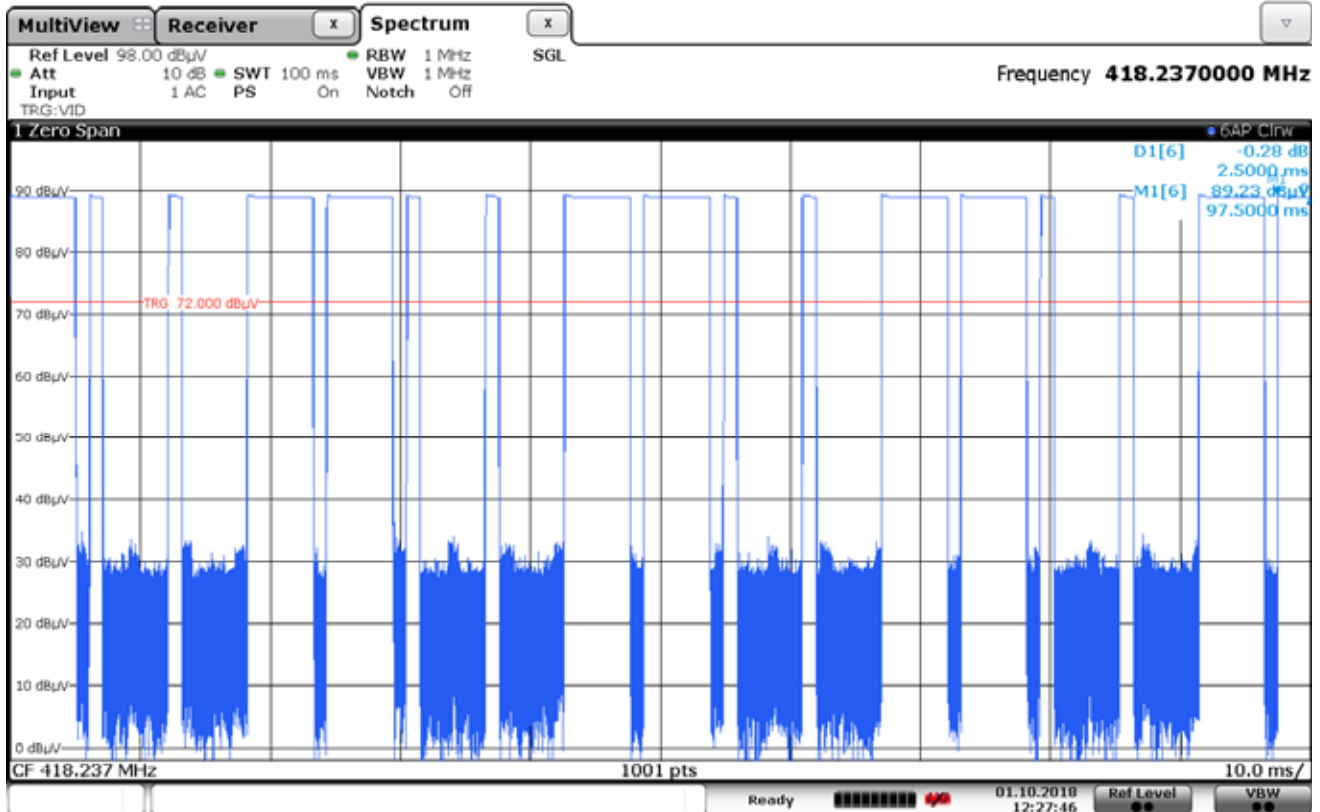 MultiView Receiver X Spectrum X
Ref Level 98.00 dBµV RBW 1 MHz SGL
Att 10 dB SWT 100 ms VBW 1 MHz
Input 1 AC PS On Notch Off
TRG:VID
Frequency 418.2370000 MHz
1 Zero Span 6AP Clrw
D1[6] -0.28 dB
2.5000 ms
M1
90 dBµV M1[6] 89.23 dBµV
97.5000 ms
80 dBµV
TRG 72.000 dBµV
70 dBµV
60 dBµV
50 dBµV
40 dBµV
30 dBµV
20 dBµV
10 dBµV
0 dBµV
CF 418.237 MHz 1001 pts 10.0 ms/
Ready 01.10.2018 Ref Level VBW
12:27:46